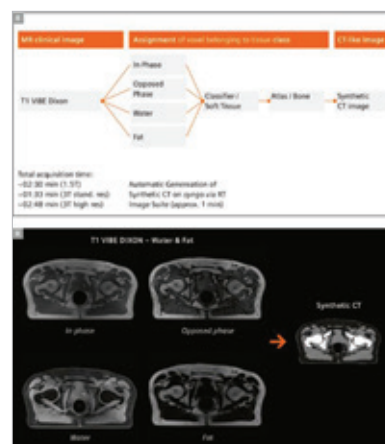 MR clinical image
Assignment of voxel belonging to tissue class
CT-like image
In Phase
Opposed
Phase
T1 VIBE Dixon
Water
Fat
Classifier /
Soft Tissue
Atlas / Bone
Synthetic
CT image
Total acquisition time:
~02:30 min (1.5T)
~01:33 min (3T stand. res)
~02:48 min (3T high res)
Automatic Generation of
Synthetic CT on syngo via RT
Image Suite (approx. 1 min)
T1 VIBE DIXON – Water & Fat
Synthetic CT
In phase
Opposed phase
Water
Fat